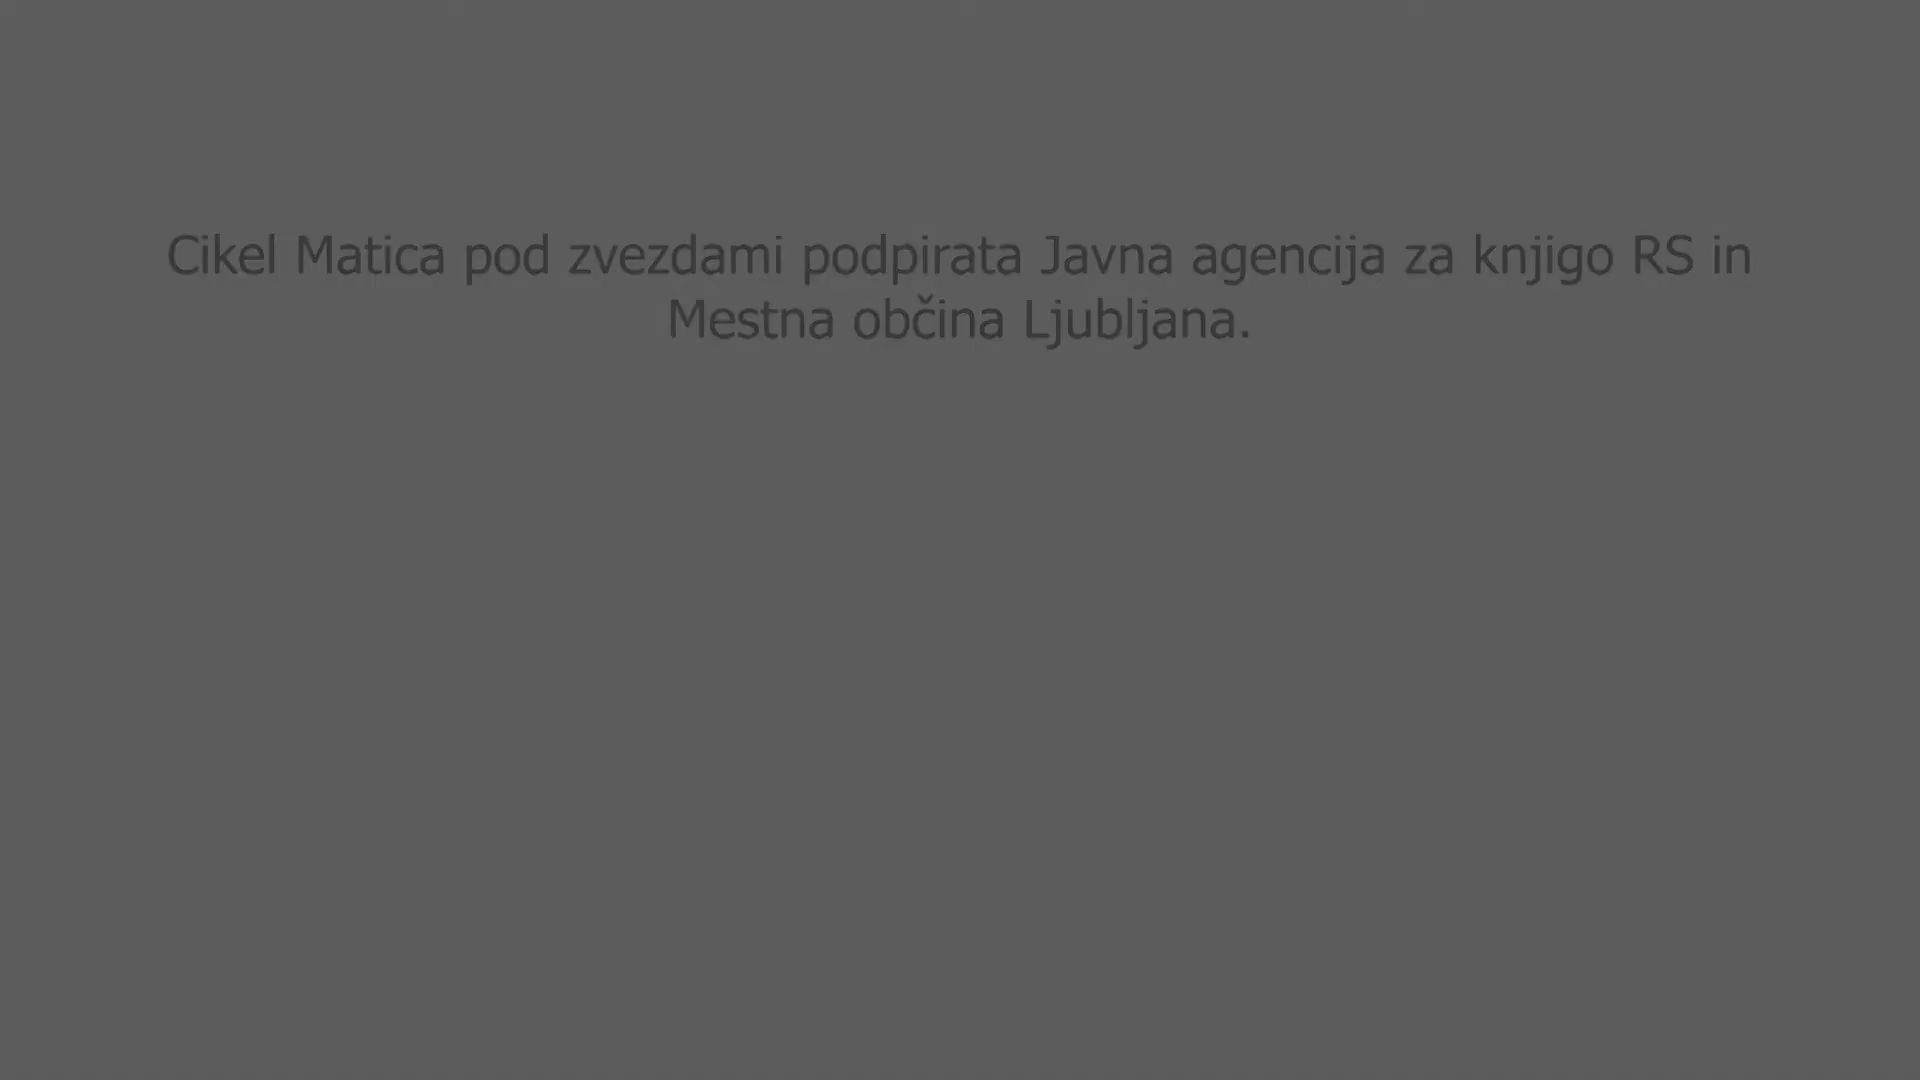 Cikel Matica pod zvezdami podpirata Javna agencija za knjigo RS in
Mestna občina Ljubljana.